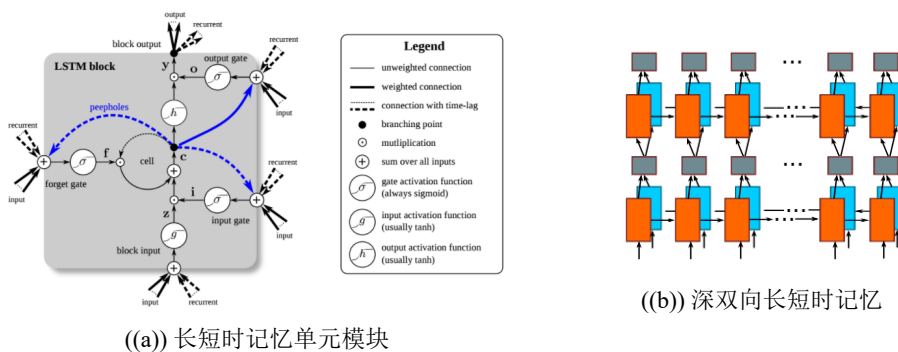 output
recurrent
block output
LSTM block
y
output gate
recurrent
o
σ
h
input
peepholes
recurrent
f
cell
c
σ
forget gate
input
recurrent
i
σ
z
input gate
input
g
block input
input
recurrent
Legend
unweighted connection
weighted connection
connection with time-lag
branching point
mutliplication
sum over all inputs
σ
gate activation function
(always sigmoid)
g
input activation function
(usually tanh)
h
output activation function
(usually tanh)
((a)) 长短时记忆单元模块
((b)) 深双向长短时记忆